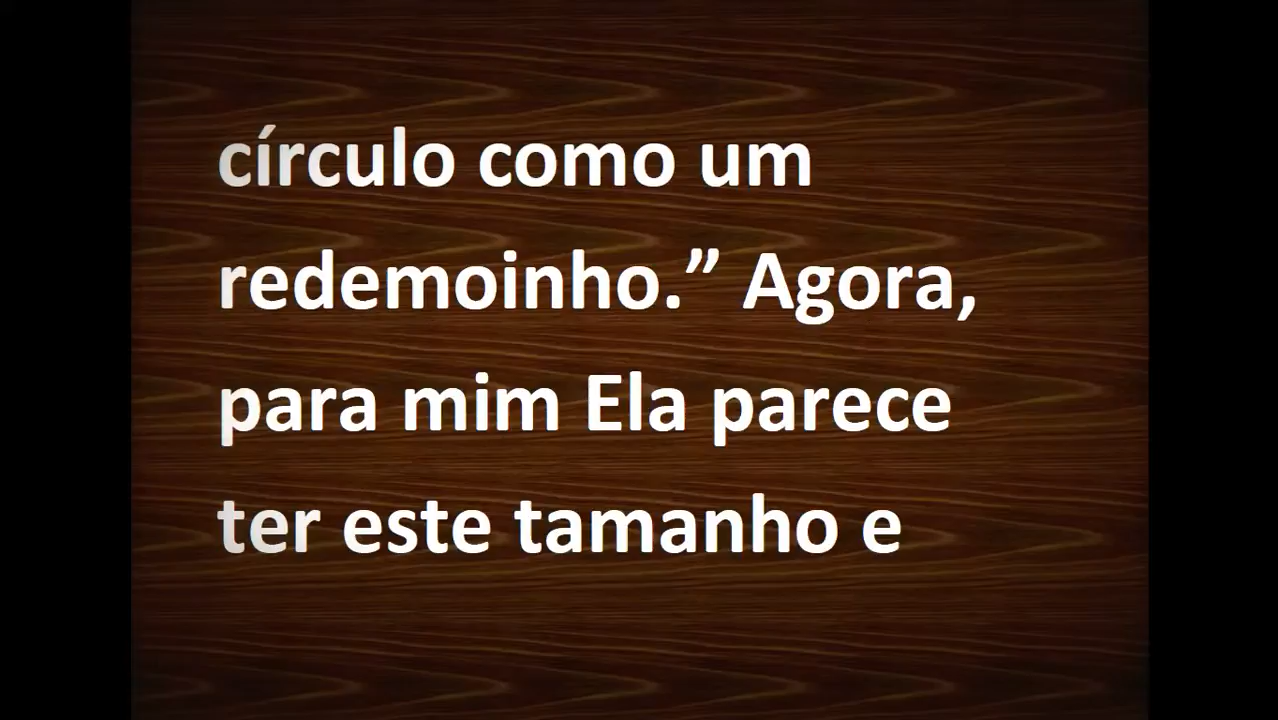 círculo como um
redemoinho.” Agora,
para mim Ela parece
ter este tamanho e